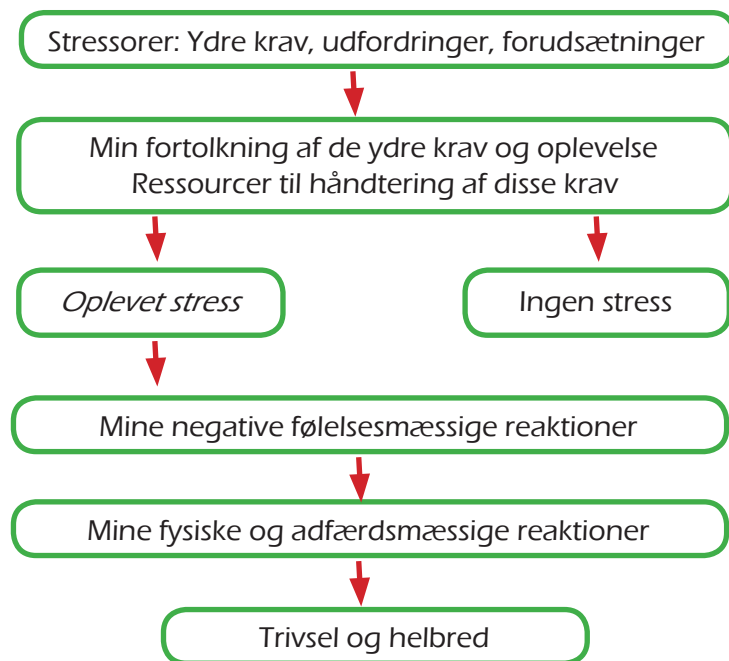 Stressorer: Ydre krav, udfordringer, forudsætninger
Min fortolkning af de ydre krav og oplevelse
Ressourcer til håndtering af disse krav
Oplevet stress
Ingen stress
Mine negative følelsesmæssige reaktioner
Mine fysiske og adfærdsmæssige reaktioner
Trivsel og helbred